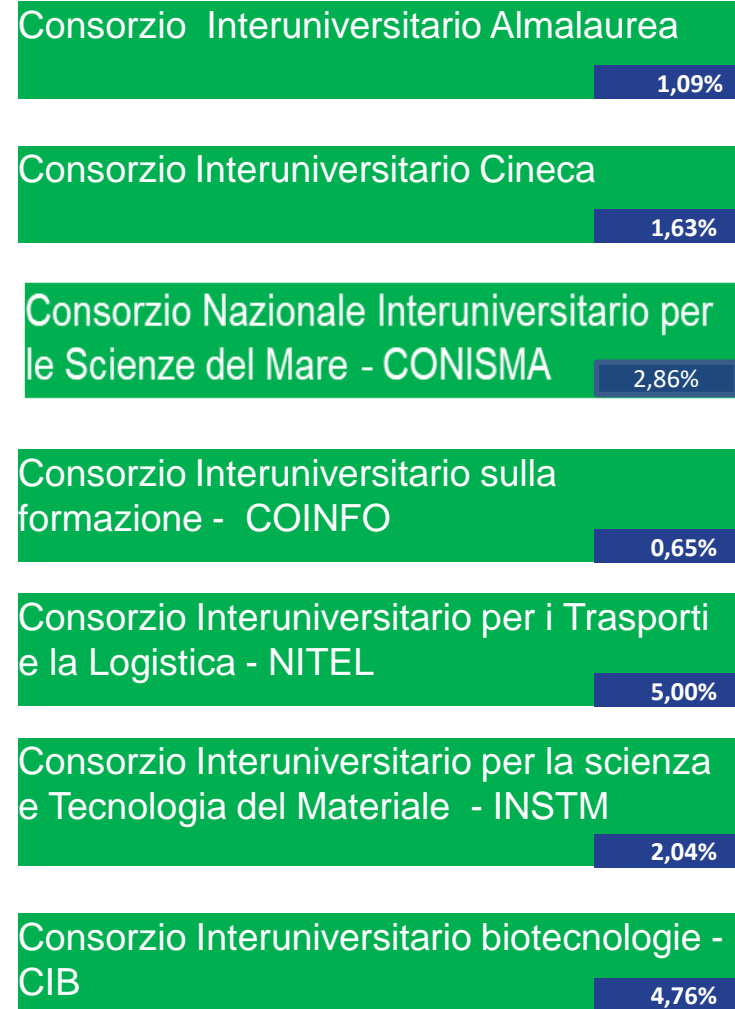 Consorzio  Interuniversitario Almalaurea
1,09%
Consorzio Interuniversitario Cineca
1,63%
Consorzio Nazionale Interuniversitario per
le Scienze del Mare - CONISMA
2,86%
Consorzio Interuniversitario sulla
formazione -  COINFO
0,65%
Consorzio Interuniversitario per i Trasporti
e la Logistica - NITEL
5,00%
Consorzio Interuniversitario per la scienza
e Tecnologia del Materiale  - INSTM
2,04%
Consorzio Interuniversitario biotecnologie -
CIB
4,76%